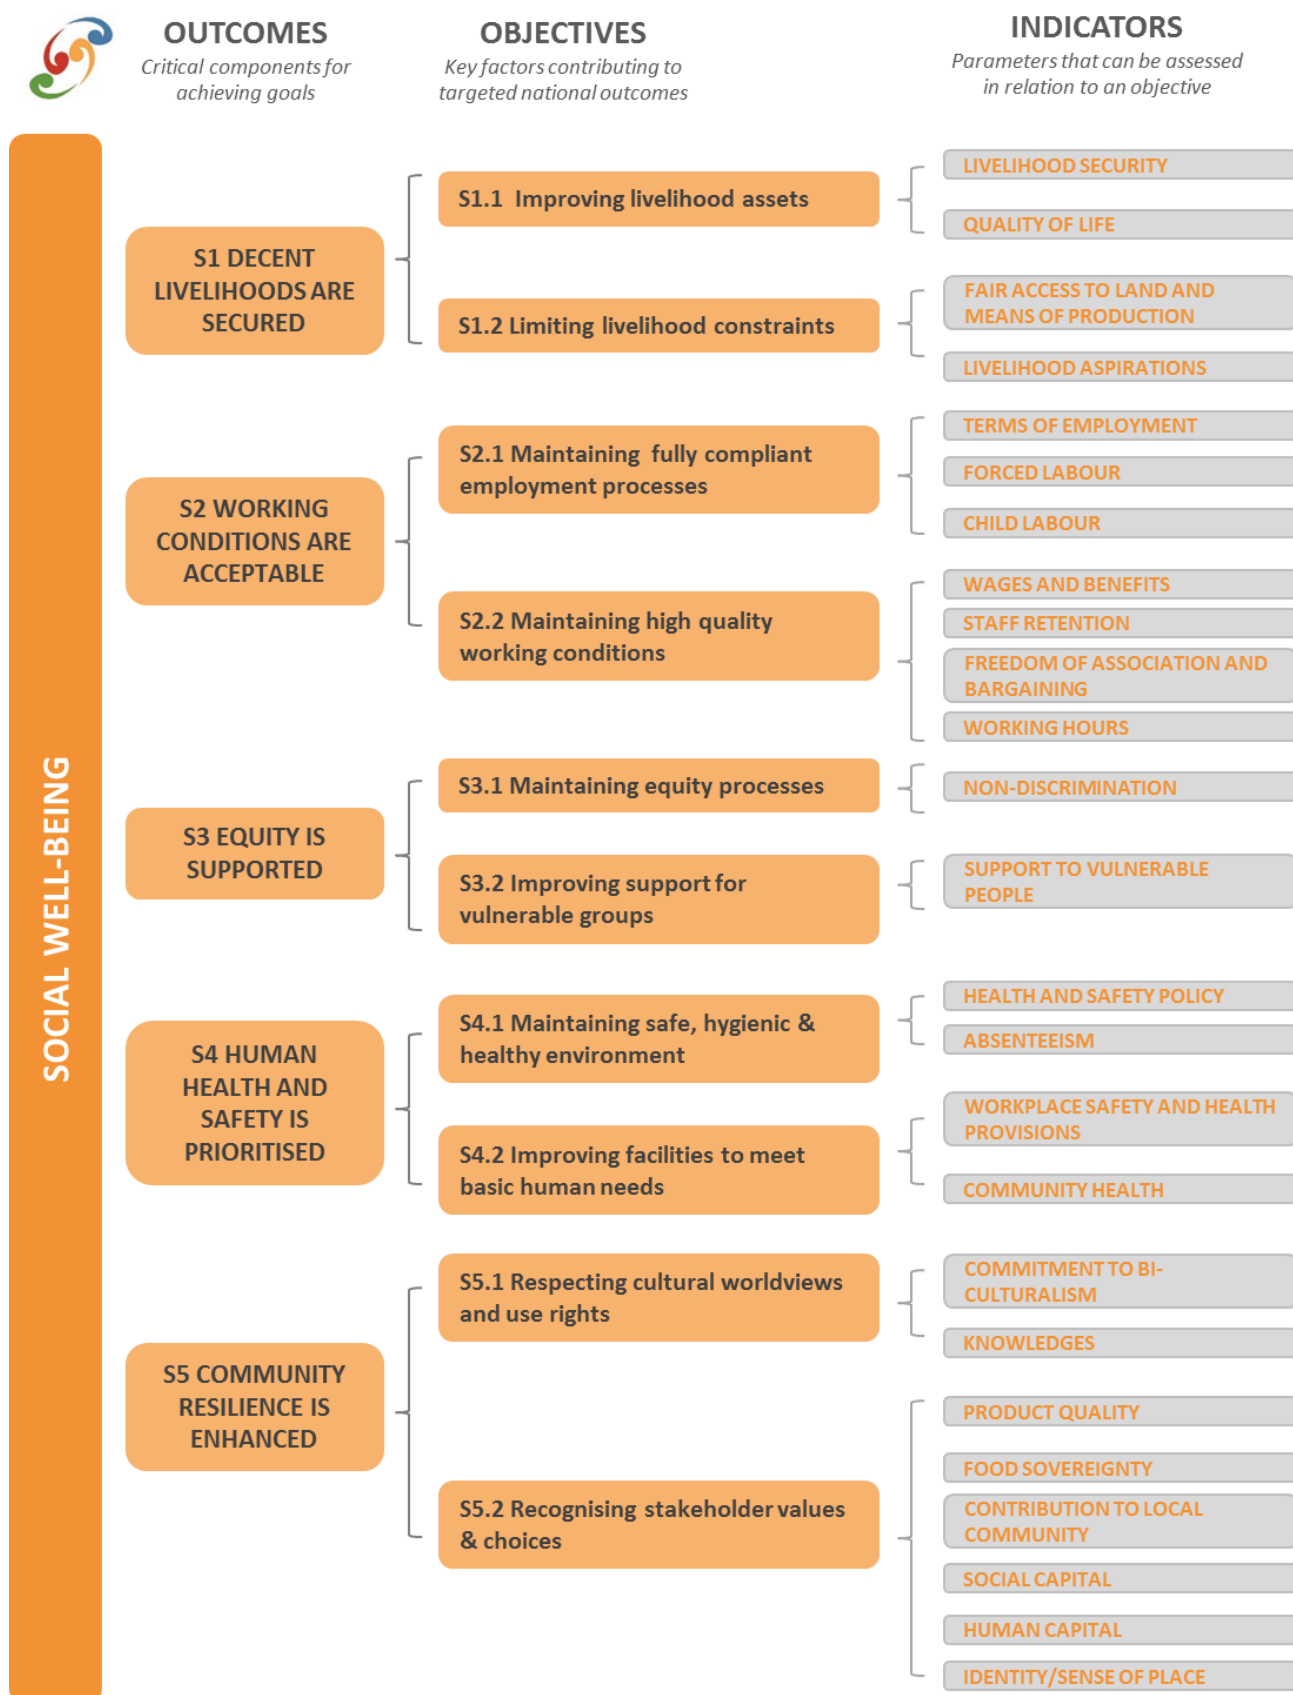 OUTCOMES
Critical components for
achieving goals
OBJECTIVES
Key factors contributing to
targeted national outcomes
INDICATORS
Parameters that can be assessed
in relation to an objective
SOCIAL WELL-BEING
S1 DECENT
LIVELIHOODS ARE
SECURED
S1.1 Improving livelihood assets
LIVELIHOOD SECURITY
QUALITY OF LIFE
S1.2 Limiting livelihood constraints
FAIR ACCESS TO LAND AND
MEANS OF PRODUCTION
LIVELIHOOD ASPIRATIONS
S2 WORKING
CONDITIONS ARE
ACCEPTABLE
S2.1 Maintaining fully compliant
employment processes
TERMS OF EMPLOYMENT
FORCED LABOUR
CHILD LABOUR
S2.2 Maintaining high quality
working conditions
WAGES AND BENEFITS
STAFF RETENTION
FREEDOM OF ASSOCIATION AND
BARGAINING
WORKING HOURS
S3 EQUITY IS
SUPPORTED
S3.1 Maintaining equity processes
NON-DISCRIMINATION
S3.2 Improving support for
vulnerable groups
SUPPORT TO VULNERABLE
PEOPLE
S4 HUMAN
HEALTH AND
SAFETY IS
PRIORITISED
S4.1 Maintaining safe, hygienic &
healthy environment
HEALTH AND SAFETY POLICY
ABSENTEEISM
S4.2 Improving facilities to meet
basic human needs
WORKPLACE SAFETY AND HEALTH
PROVISIONS
COMMUNITY HEALTH
S5 COMMUNITY
RESILIENCE IS
ENHANCED
S5.1 Respecting cultural worldviews
and use rights
COMMITMENT TO BI-
CULTURALISM
KNOWLEDGES
S5.2 Recognising stakeholder values
& choices
PRODUCT QUALITY
FOOD SOVEREIGNTY
CONTRIBUTION TO LOCAL
COMMUNITY
SOCIAL CAPITAL
HUMAN CAPITAL
IDENTITY/SENSE OF PLACE